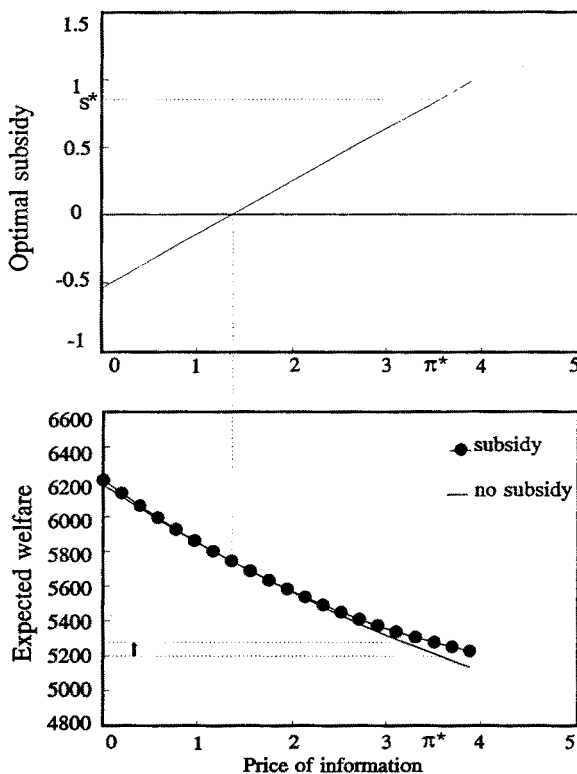 1.5
1
s*
0.5
0
-0.5
-1
Optimal subsidy
0 1 2 3 π* 4 5
6600
6400
6200
6000
5800
5600
5400
5200
5000
4800
Expected welfare
subsidy
no subsidy
0 1 2 3 π* 4 5
Price of information